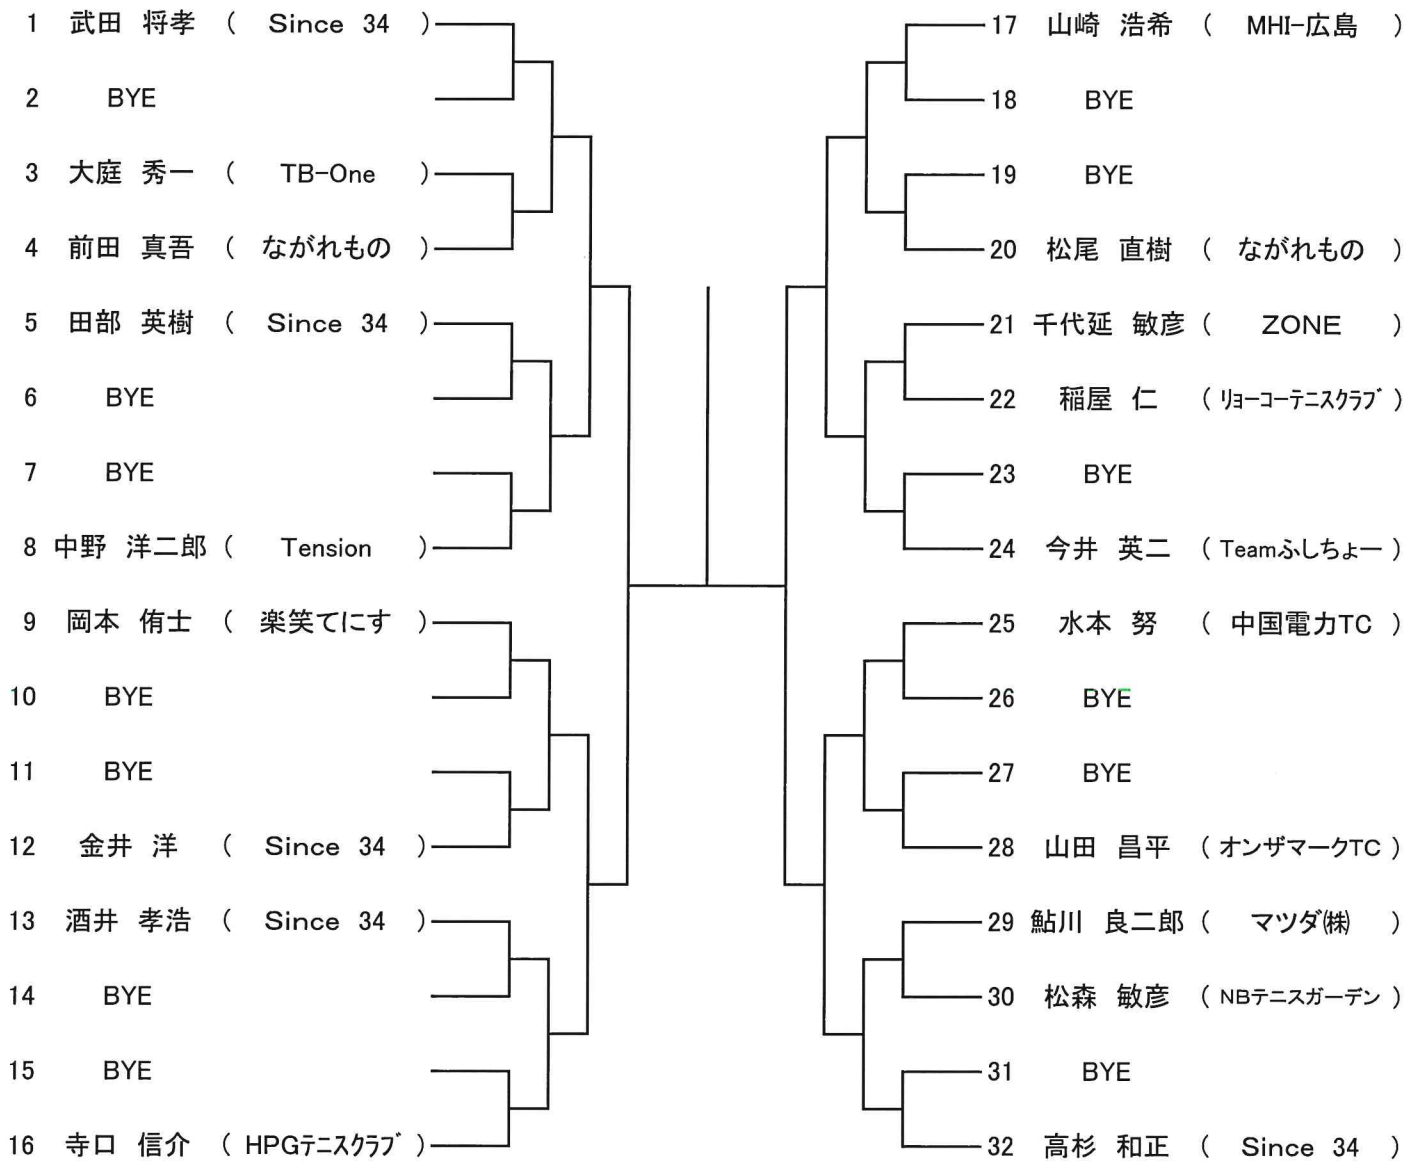 1 武田 将孝 ( Since 34 )
2 BYE
3 大庭 秀一 ( TB-One )
4 前田 真吾 ( ながれもの )
5 田部 英樹 ( Since 34 )
6 BYE
7 BYE
8 中野 洋二郎 ( Tension )
9 岡本 侑士 ( 楽笑てにす )
10 BYE
11 BYE
12 金井 洋 ( Since 34 )
13 酒井 孝浩 ( Since 34 )
14 BYE
15 BYE
16 寺口 信介 ( HPGテニスクラブ )
17 山崎 浩希 ( MHI-広島 )
18 BYE
19 BYE
20 松尾 直樹 ( ながれもの )
21 千代延 敏彦 ( ZONE )
22 稲屋 仁 ( リョーコーテニスクラブ )
23 BYE
24 今井 英二 ( Teamふしちょー )
25 水本 努 ( 中国電力TC )
26 BYE
27 BYE
28 山田 昌平 ( オンザマークTC )
29 鮎川 良二郎 ( マツダ㈱ )
30 松森 敏彦 ( NBテニスガーデン )
31 BYE
32 高杉 和正 ( Since 34 )